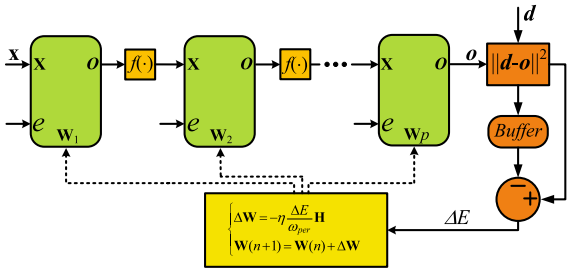 d
x x o f(·) x o f(·) ••• x o o ||d-o||²
e W₁ e W₂ e Wp Buffer
− +
ΔW = −η ΔE/ω_per H ΔE
W(n+1) = W(n) + ΔW